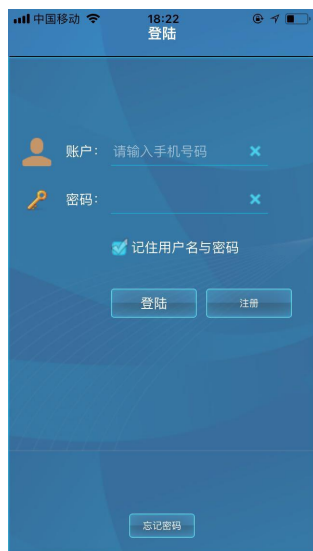 中国移动 18:22
登陆
账户： 请输入手机号码
密码：
记住用户名与密码
登陆 注册
忘记密码